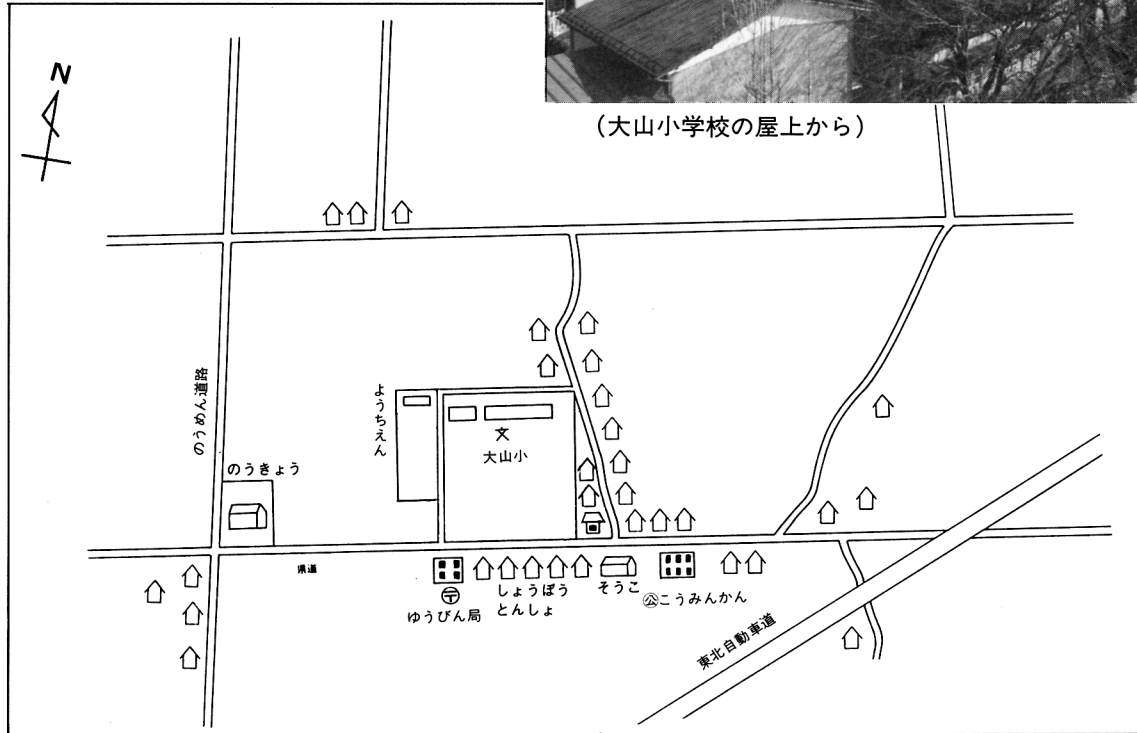 (大山小学校の屋上から)
N
のうめん道路
ようちえん
文
大山小
のうきょう
県道
〒
ゆうびん局
しょうぼう
とんしょ
そうこ
㊋こうみんかん
東北自動車道